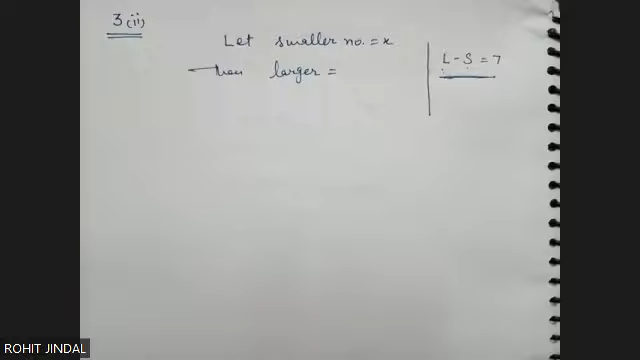 3(ii)
Let smaller no. = x
Then larger =
L - S = 7
ROHIT JINDAL